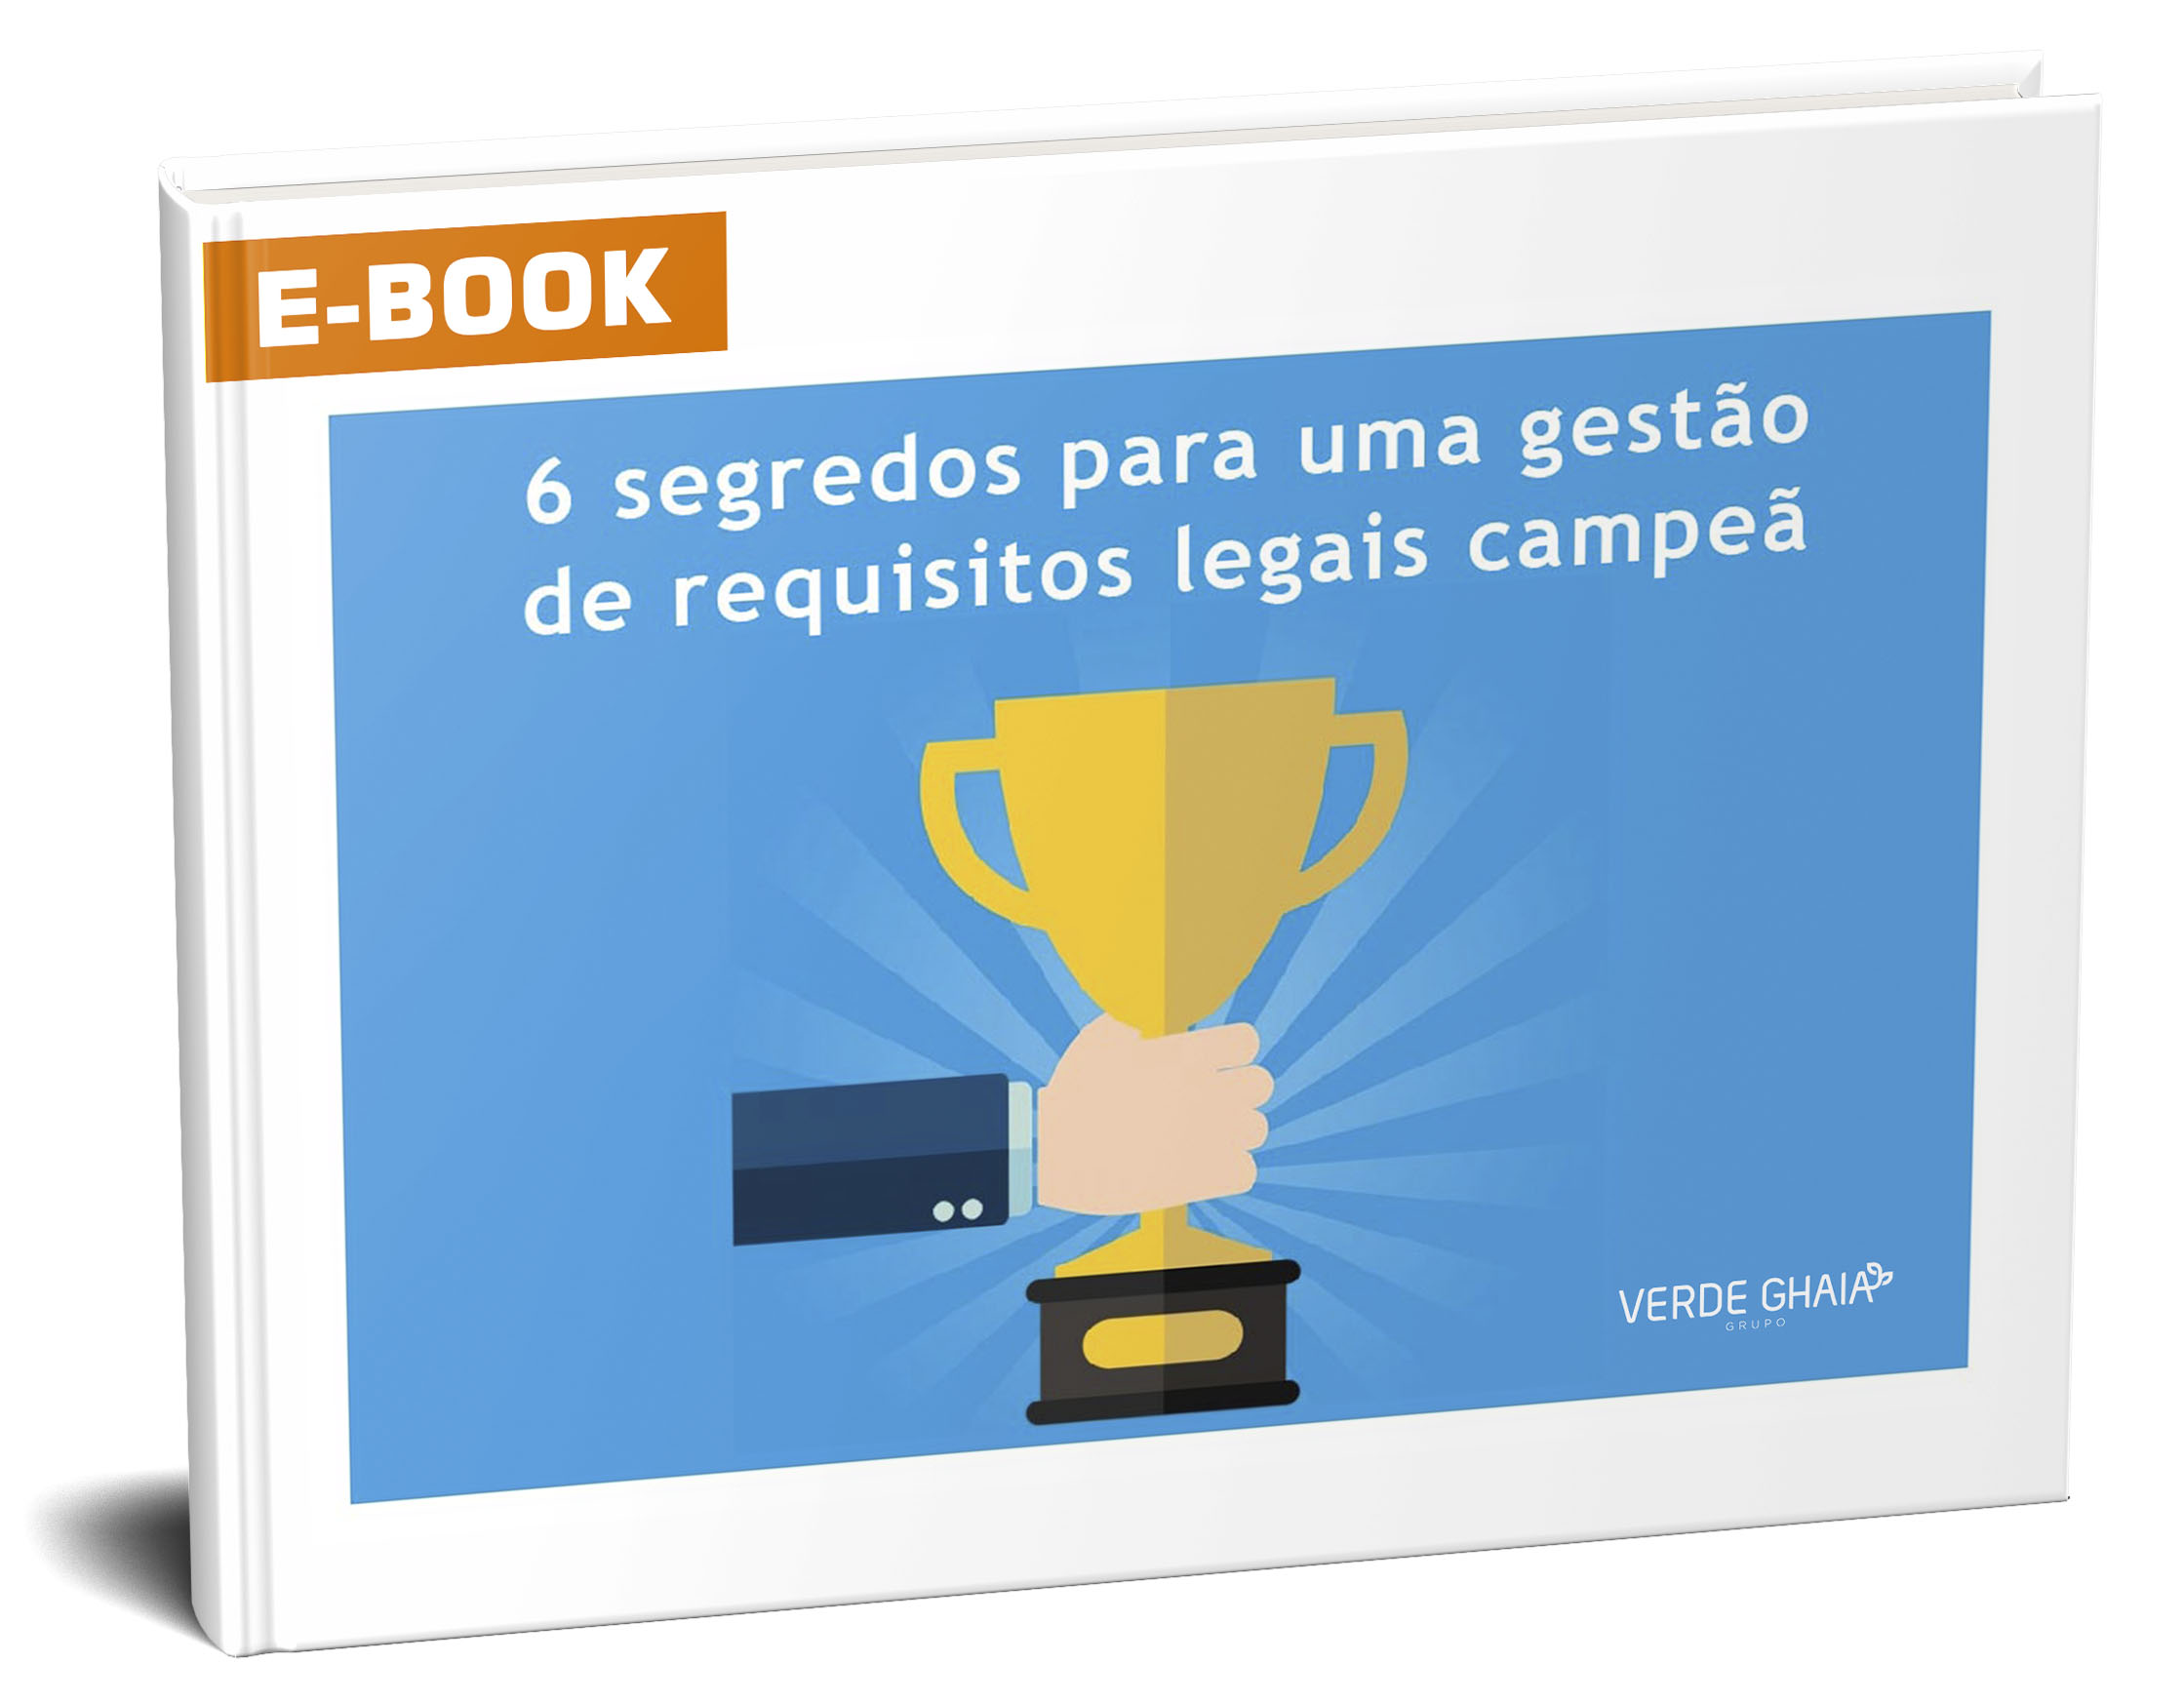 E-BOOK
6 segredos para uma gestão
de requisitos legais campeã
VERDE GHAIA
GRUPO